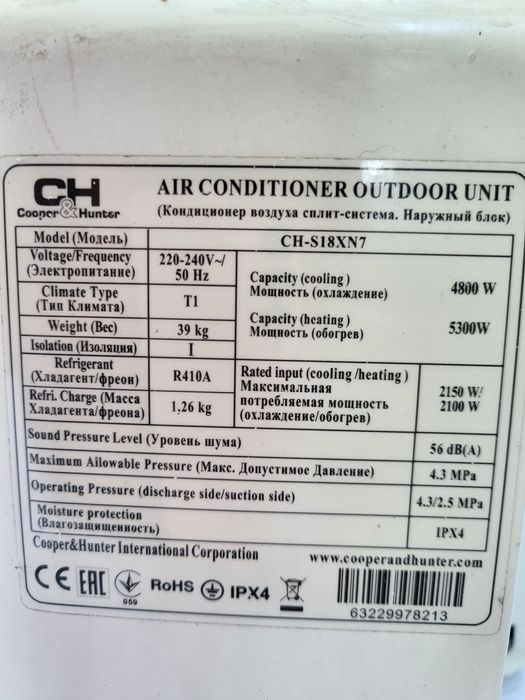 CH
Cooper&Hunter
AIR CONDITIONER OUTDOOR UNIT
(Кондиционер воздуха сплит-система. Наружный блок)
Model (Модель)
CH-S18XN7
Voltage/Frequency
(Электропитание)
220-240V~/
50 Hz
Climate Type
(Тип Климата)
T1
Weight (Вес)
39 kg
Isolation (Изоляция)
I
Refrigerant
(Хладагент/фреон)
R410A
Refri. Charge (Масса
Хладагента/фреона)
1,26 kg
Capacity (cooling)
Мощность (охлаждение)
4800 W
Capacity (heating)
Мощность (обогрев)
5300W
Rated input (cooling /heating)
Максимальная
потребляемая мощность
(охлаждение/обогрев)
2150 W/
2100 W
Sound Pressure Level (Уровень шума)
56 dB(A)
Maximum Allowable Pressure (Макс. Допустимое Давление)
4.3 MPa
Operating Pressure (discharge side/suction side)
4.3/2.5 MPa
Moisture protection
(Влагозащищенность)
IPX4
Cooper&Hunter International Corporation
www.cooperandhunter.com
CE EAC 059 RoHS IPX4
63229978213